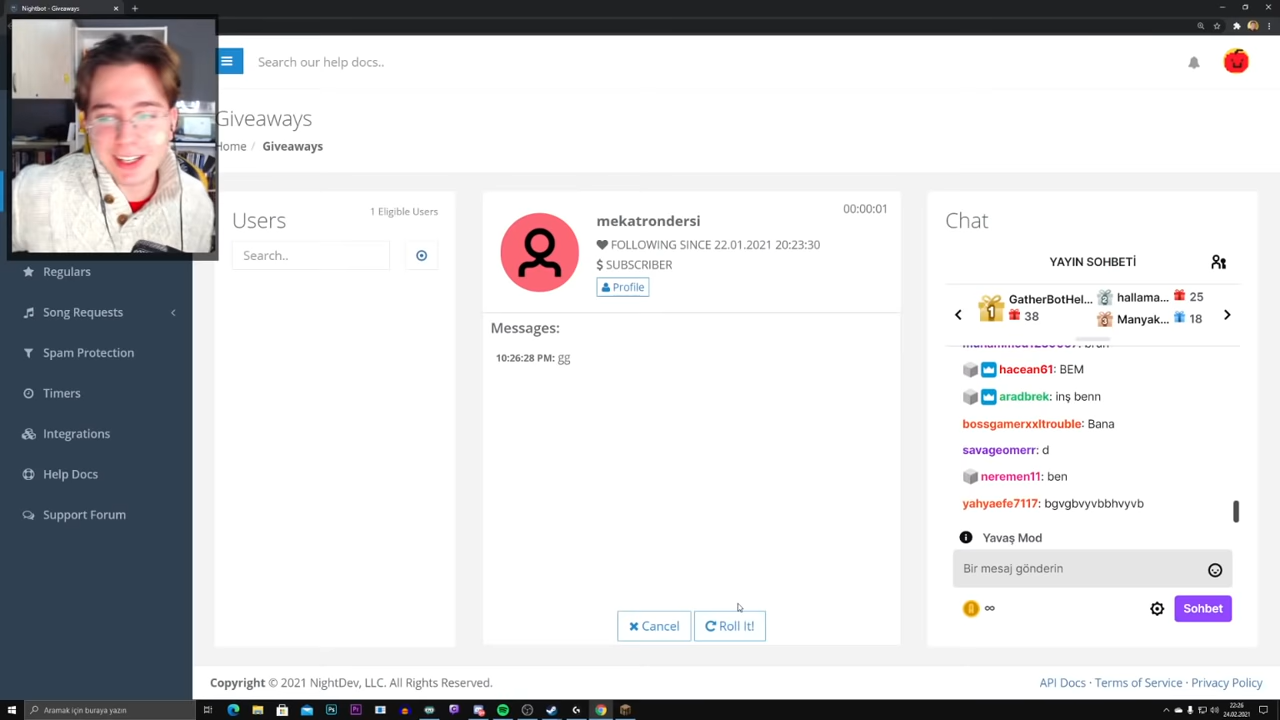 Nightbot - Giveaways
Search our help docs..
Giveaways
Home / Giveaways
Regulars
Song Requests
Spam Protection
Timers
Integrations
Help Docs
Support Forum
Users
1 Eligible Users
Search..
mekatrondersi
00:00:01
FOLLOWING SINCE 22.01.2021 20:23:30
$ SUBSCRIBER
Profile
Messages:
10:26:28 PM: gg
Cancel
Roll It!
Chat
YAYIN SOHBETİ
1 GatherBotHel... 38
2 hallama... 25
3 Manyak... 18
hacean61: BEM
aradbrek: inş benn
bossgamerxxltrouble: Bana
savageomerr: d
neremen11: ben
yahyaefe7117: bgvgbvyvbbhvyvb
Yavaş Mod
Bir mesaj gönderin
∞
Sohbet
Copyright © 2021 NightDev, LLC. All Rights Reserved.
API Docs · Terms of Service · Privacy Policy
Aramak için buraya yazın
22:26
24.02.2021